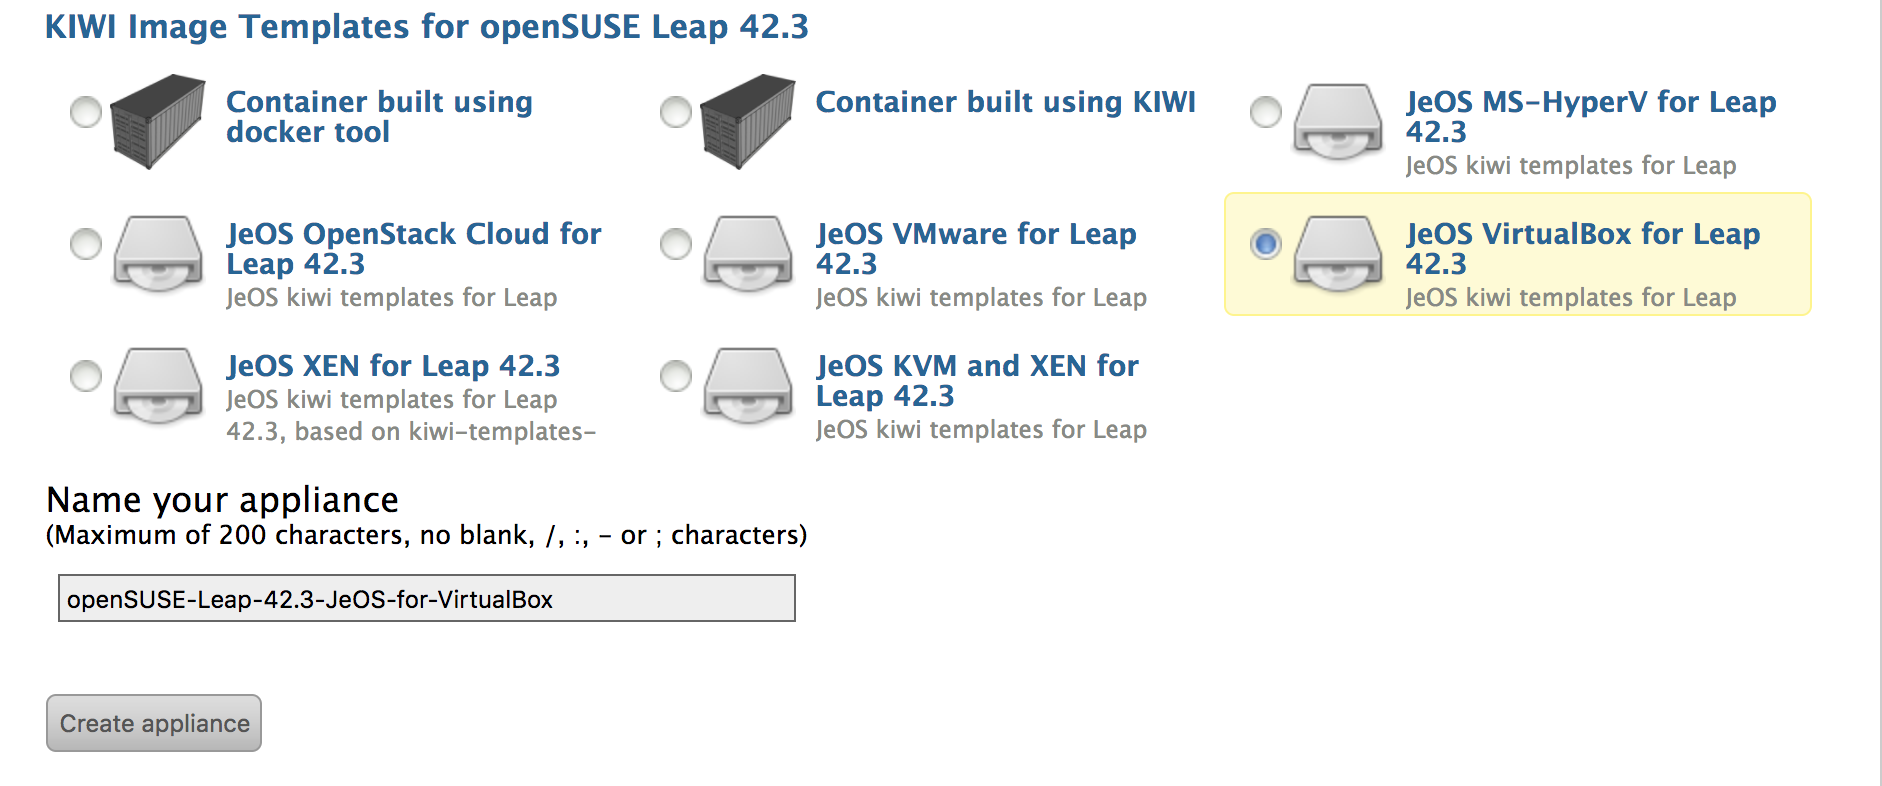 KIWI Image Templates for openSUSE Leap 42.3
Container built using
docker tool
Container built using KIWI
JeOS MS-HyperV for Leap
42.3
JeOS kiwi templates for Leap
JeOS OpenStack Cloud for
Leap 42.3
JeOS kiwi templates for Leap
JeOS VMware for Leap
42.3
JeOS kiwi templates for Leap
JeOS VirtualBox for Leap
42.3
JeOS kiwi templates for Leap
JeOS XEN for Leap 42.3
JeOS kiwi templates for Leap
42.3, based on kiwi-templates-
JeOS KVM and XEN for
Leap 42.3
JeOS kiwi templates for Leap
Name your appliance
(Maximum of 200 characters, no blank, /, :, - or ; characters)
openSUSE-Leap-42.3-JeOS-for-VirtualBox
Create appliance